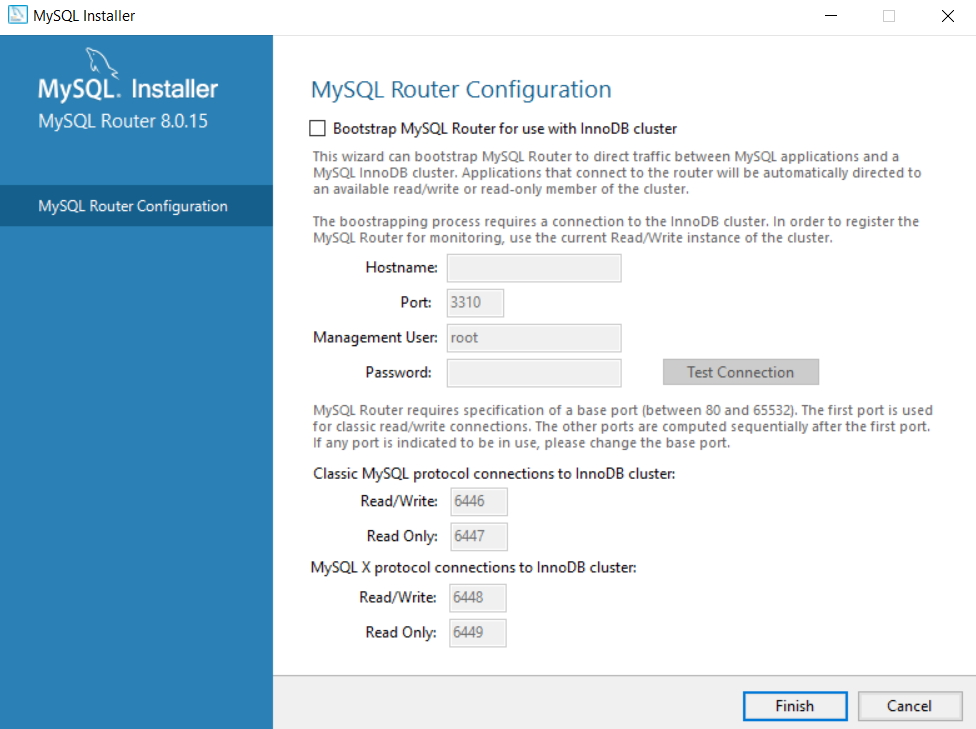 MySQL Installer
MySQL. Installer
MySQL Router 8.0.15
MySQL Router Configuration
MySQL Router Configuration
Bootstrap MySQL Router for use with InnoDB cluster
This wizard can bootstrap MySQL Router to direct traffic between MySQL applications and a
MySQL InnoDB cluster. Applications that connect to the router will be automatically directed to
an available read/write or read-only member of the cluster.
The boostrapping process requires a connection to the InnoDB cluster. In order to register the
MySQL Router for monitoring, use the current Read/Write instance of the cluster.
Hostname:
Port: 3310
Management User: root
Password: Test Connection
MySQL Router requires specification of a base port (between 80 and 65532). The first port is used
for classic read/write connections. The other ports are computed sequentially after the first port.
If any port is indicated to be in use, please change the base port.
Classic MySQL protocol connections to InnoDB cluster:
Read/Write: 6446
Read Only: 6447
MySQL X protocol connections to InnoDB cluster:
Read/Write: 6448
Read Only: 6449
Finish Cancel